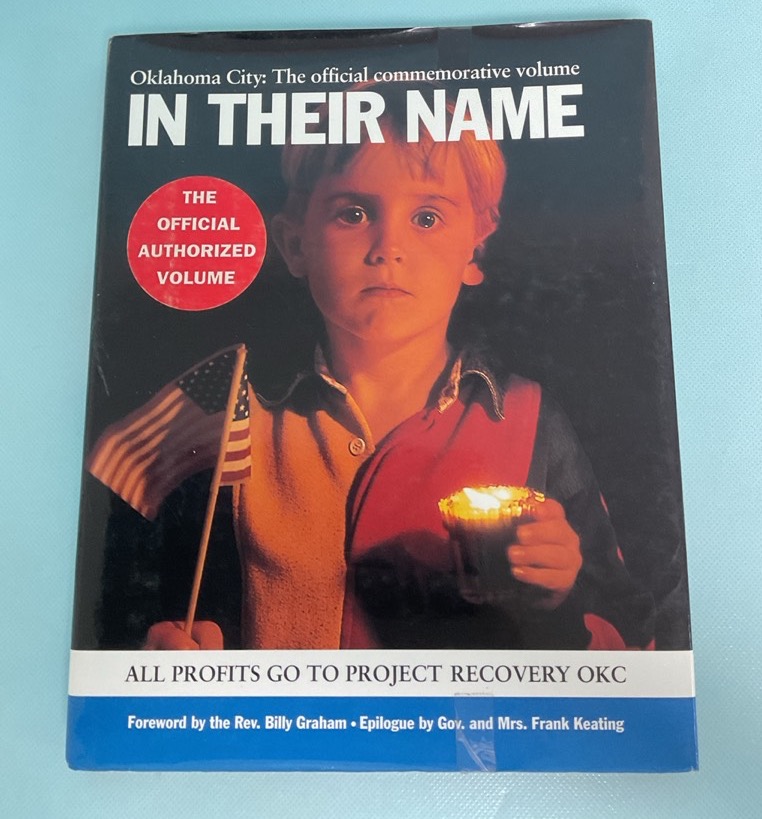 Oklahoma City: The official commemorative volume
IN THEIR NAME
THE
OFFICIAL
AUTHORIZED
VOLUME
ALL PROFITS GO TO PROJECT RECOVERY OKC
Foreword by the Rev. Billy Graham • Epilogue by Gov. and Mrs. Frank Keating